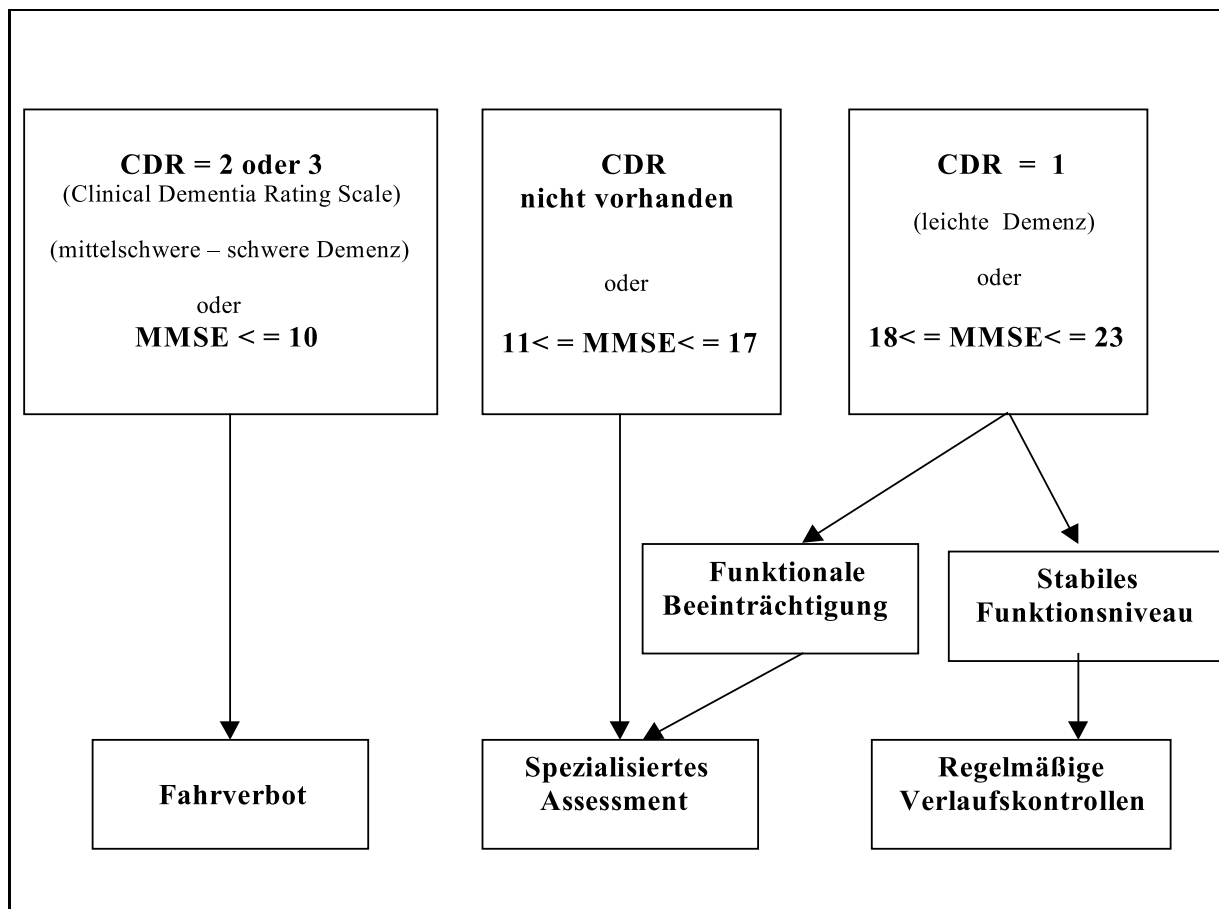 CDR = 2 oder 3
(Clinical Dementia Rating Scale)
(mittelschwere – schwere Demenz)
oder
MMSE < = 10
CDR
nicht vorhanden
oder
11< = MMSE< = 17
CDR = 1
(leichte Demenz)
oder
18< = MMSE< = 23
Funktionale
Beeinträchtigung
Stabiles
Funktionsniveau
Fahrverbot
Spezialisiertes
Assessment
Regelmäßige
Verlaufskontrollen